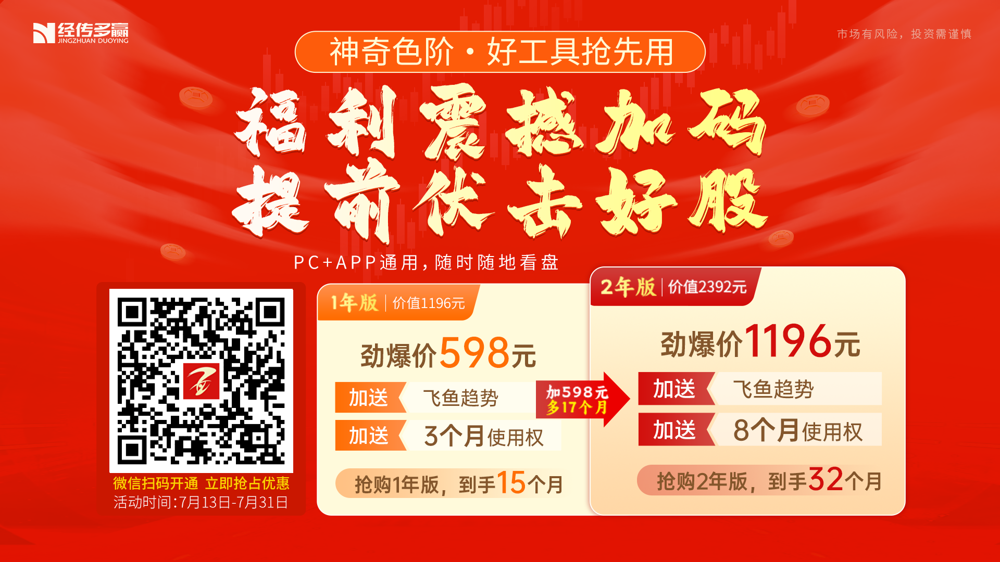 经传多赢
JINGZHUAN DUOYING
市场有风险，投资需谨慎
神奇色阶·好工具抢先用
福利震撼加码
提前伏击好股
PC+APP通用，随时随地看盘
微信扫码开通 立即抢占优惠
活动时间：7月13日-7月31日
1年版 价值1196元
劲爆价598元
加送 飞鱼趋势
加送 3个月使用权
抢购1年版，到手15个月
加598元
多17个月
2年版 价值2392元
劲爆价1196元
加送 飞鱼趋势
加送 8个月使用权
抢购2年版，到手32个月